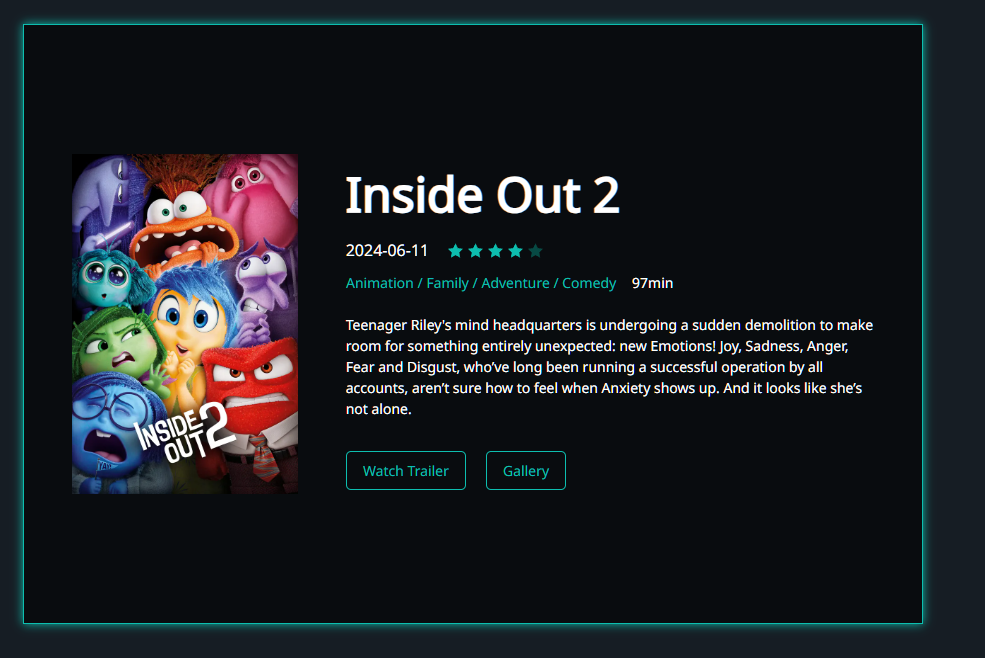 Inside Out 2
2024-06-11
Animation / Family / Adventure / Comedy 97min
Teenager Riley's mind headquarters is undergoing a sudden demolition to make
room for something entirely unexpected: new Emotions! Joy, Sadness, Anger,
Fear and Disgust, who’ve long been running a successful operation by all
accounts, aren’t sure how to feel when Anxiety shows up. And it looks like she’s
not alone.
INSIDE
OUT 2
Watch Trailer Gallery